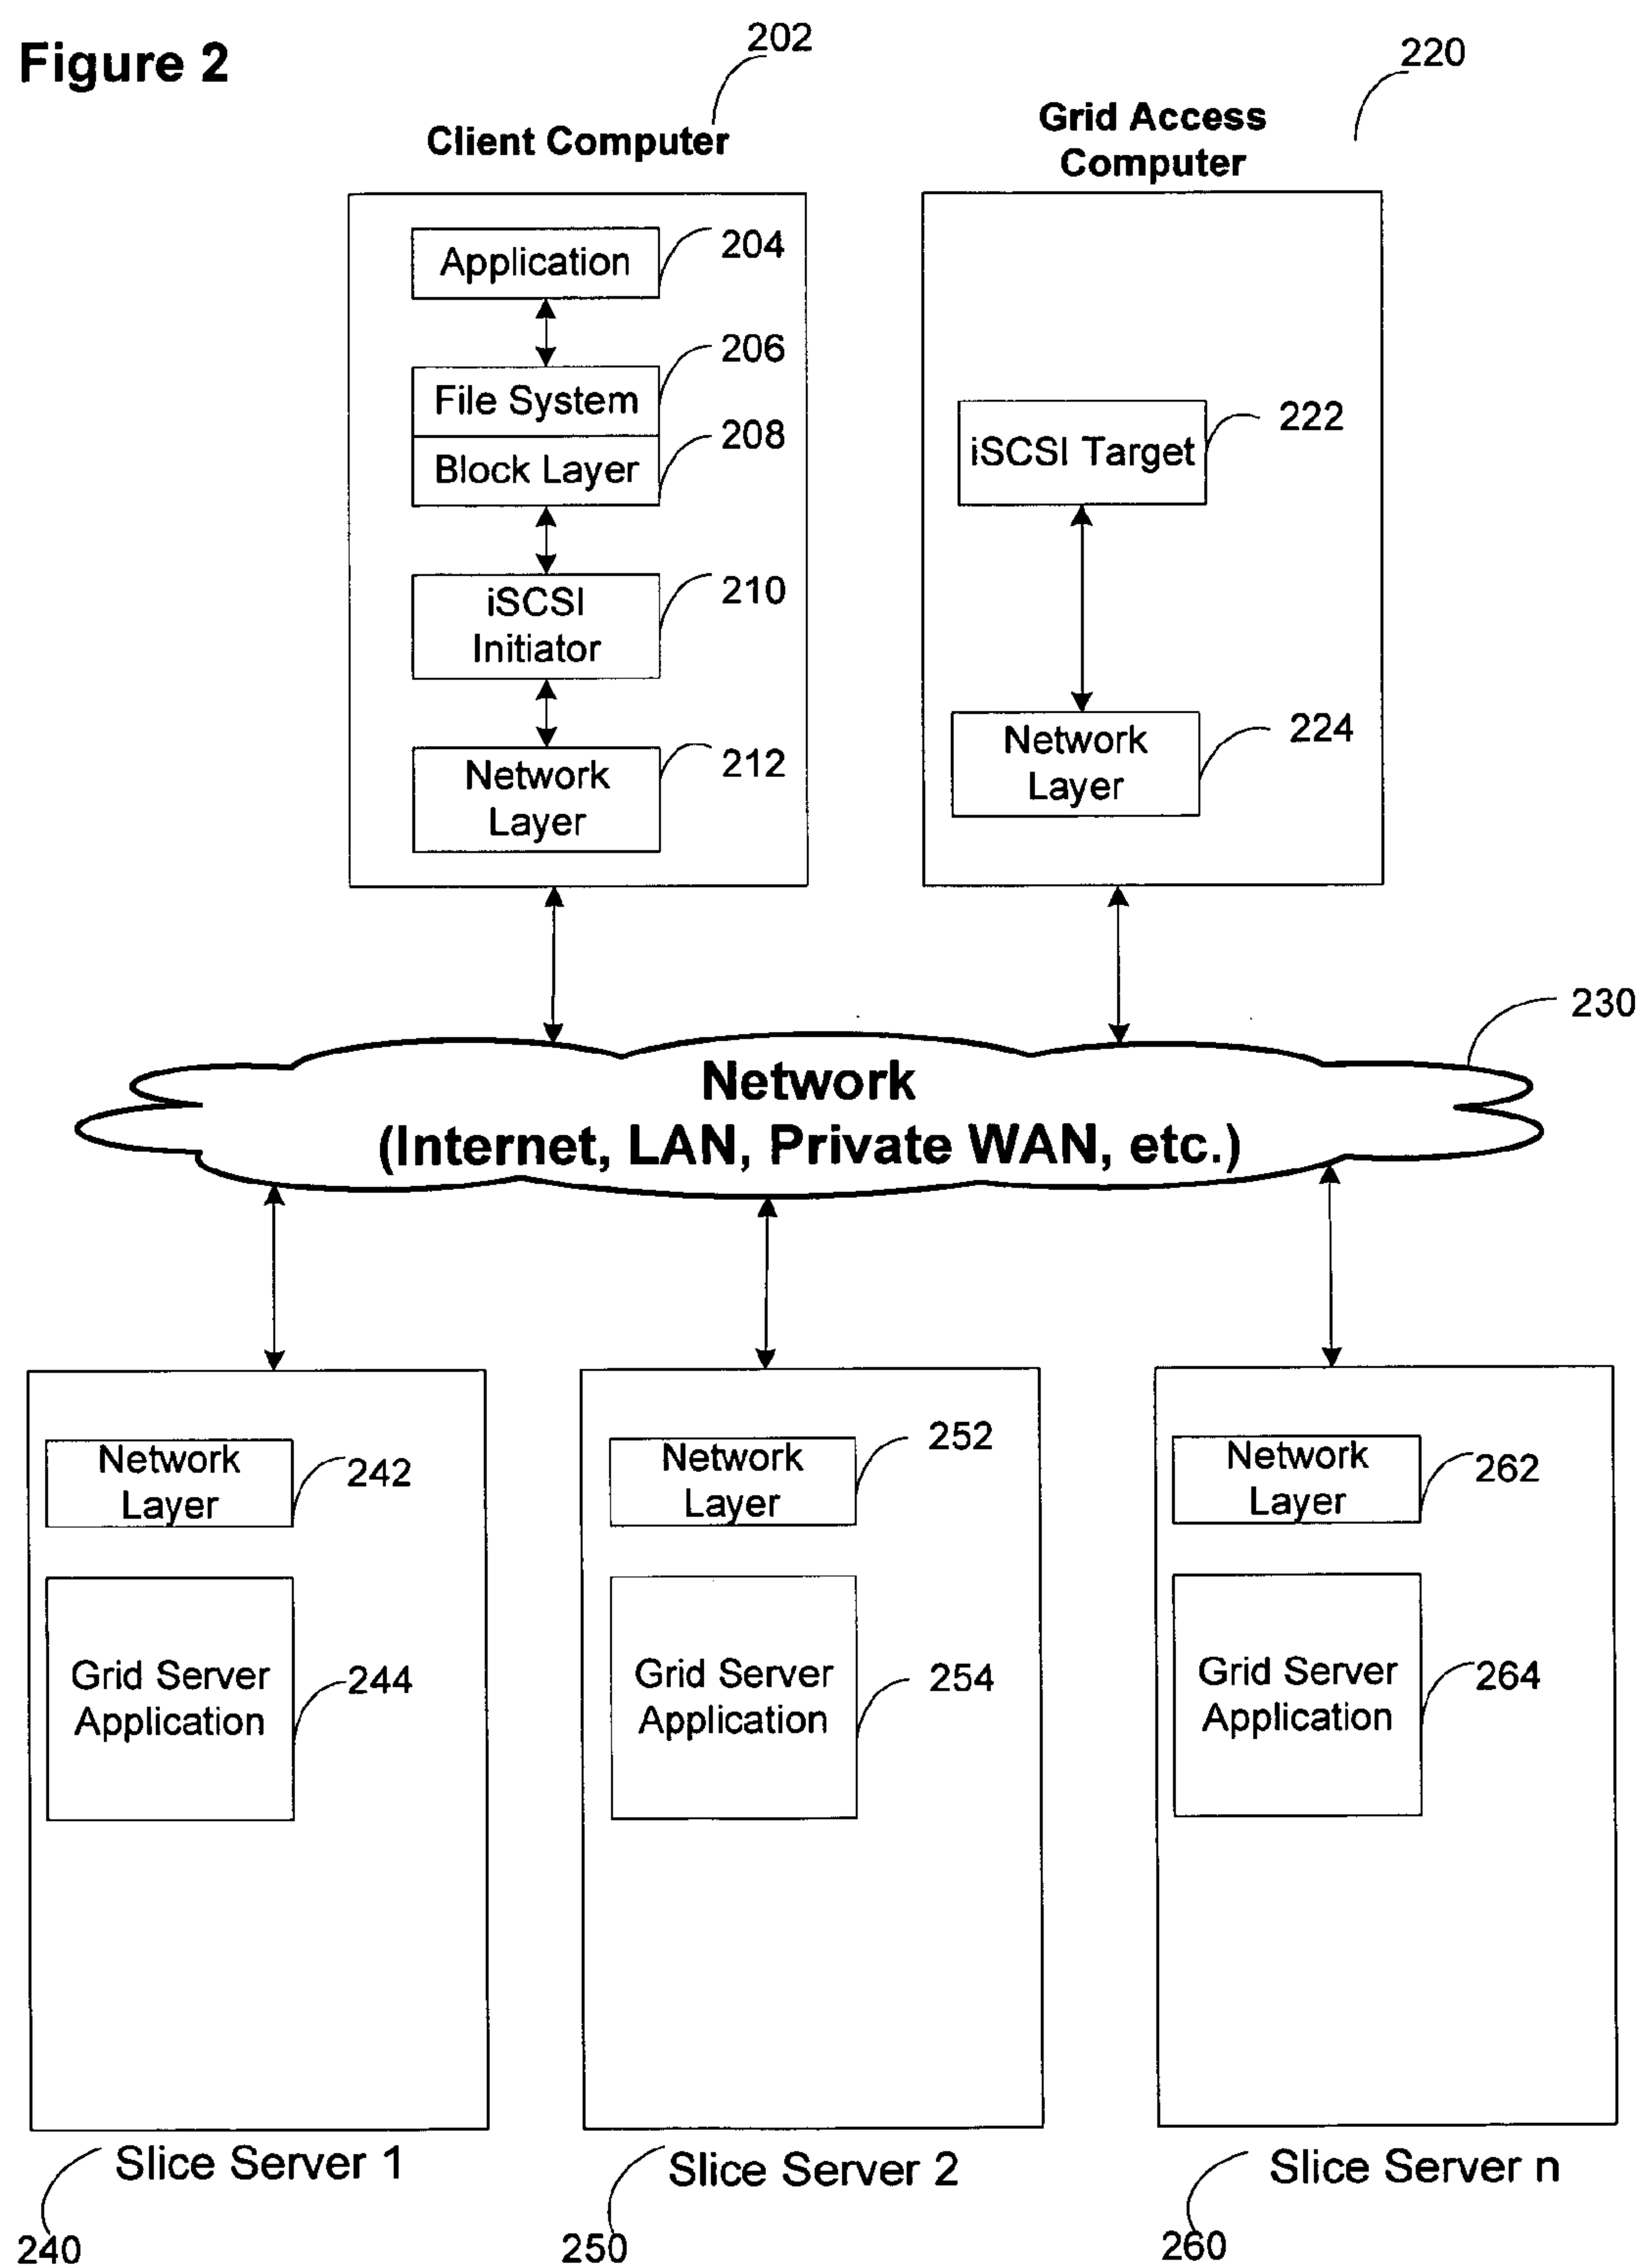 Figure 2
202
220
Client Computer
Grid Access
Computer
Application
204
File System
206
Block Layer
208
iSCSI
Initiator
210
Network
Layer
212
iSCSI Target
222
Network
Layer
224
230
Network
(Internet, LAN, Private WAN, etc.)
Network
Layer
242
Grid Server
Application
244
Network
Layer
252
Grid Server
Application
254
Network
Layer
262
Grid Server
Application
264
Slice Server 1
240
Slice Server 2
250
Slice Server n
260